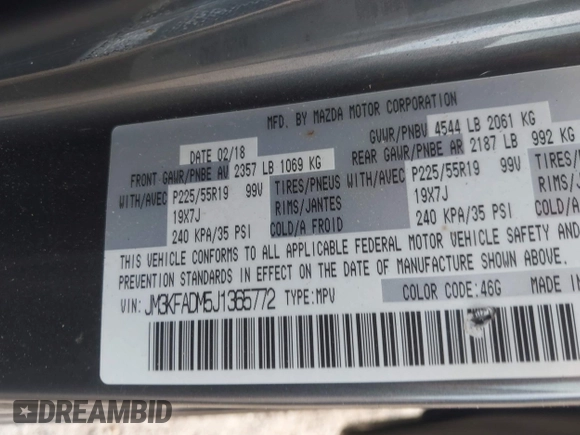 MFD. BY MAZDA MOTOR CORPORATION
DATE 02/18
GVWR/PNBV 4544 LB 2061 KG
FRONT GAWR/PNBE AV 2357 LB 1069 KG
REAR GAWR/PNBE AR 2187 LB 992 KG
WITH/AVEC P225/55R19 99V TIRES/PNEUS WITH/AVEC P225/55R19 99V
19X7J RIMS/JANTES 19X7J
240 KPA/35 PSI COLD/A FROID 240 KPA/35 PSI
THIS VEHICLE CONFORMS TO ALL APPLICABLE FEDERAL MOTOR VEHICLE SAFETY AND
PREVENTION STANDARDS IN EFFECT ON THE DATE OF MANUFACTURE SHOWN ABOVE.
VIN: JM3KFADM5J1365772 TYPE: MPV
COLOR CODE: 46G MADE IN
DREAMBID